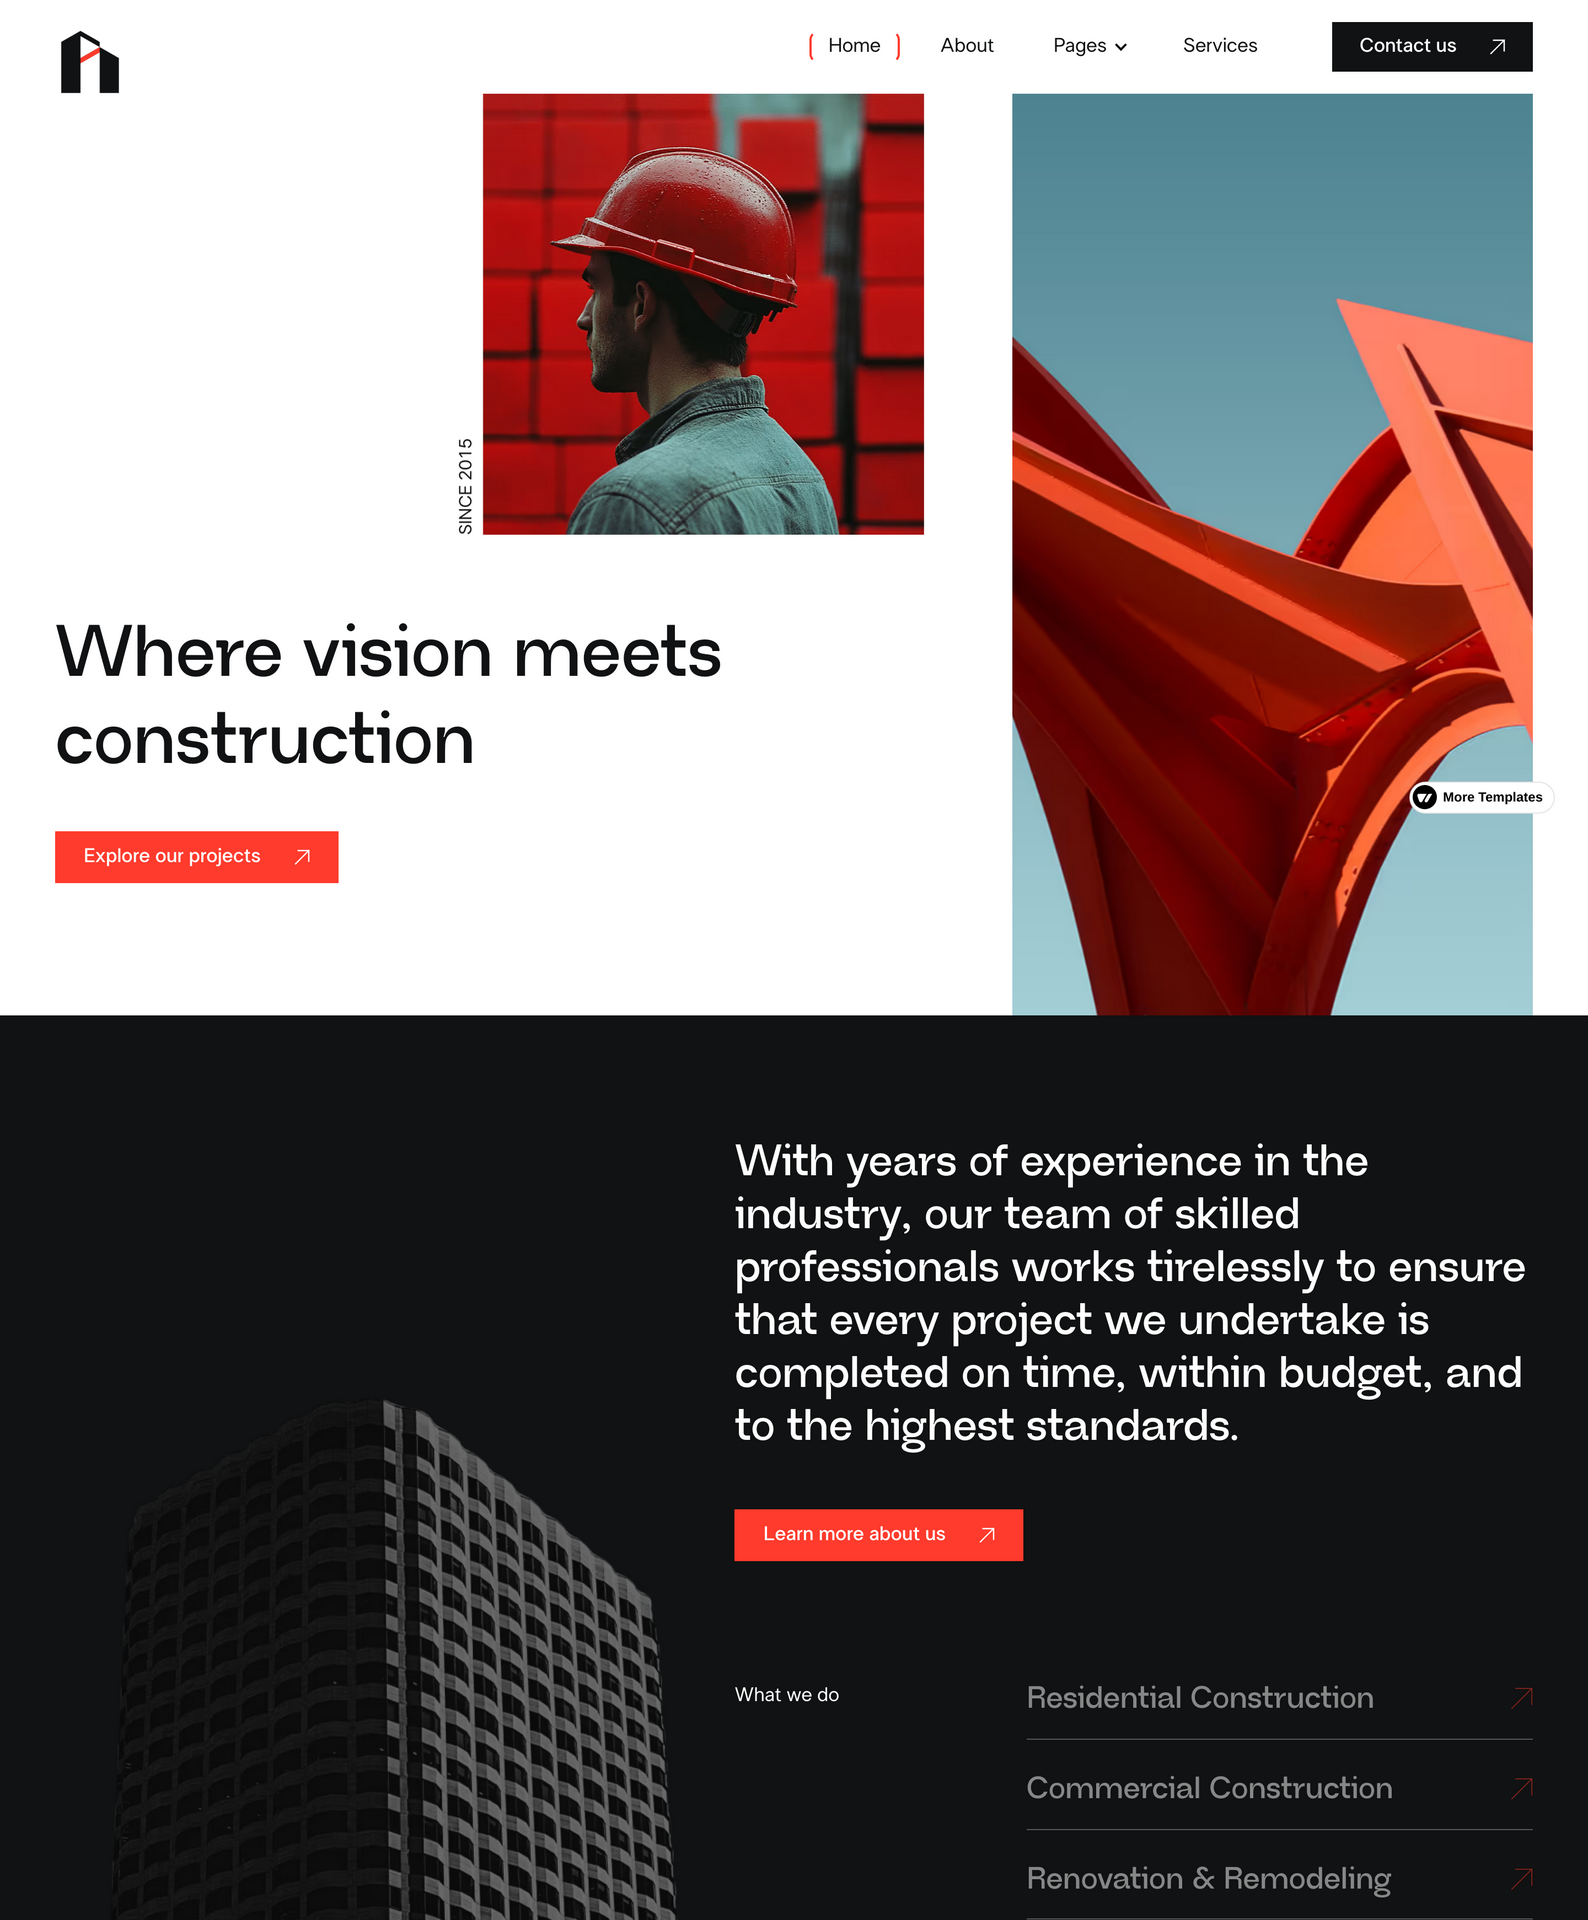 Home
About
Pages
Services
Contact us
SINCE 2015
Where vision meets
construction
Explore our projects
More Templates
With years of experience in the
industry, our team of skilled
professionals works tirelessly to ensure
that every project we undertake is
completed on time, within budget, and
to the highest standards.
Learn more about us
What we do
Residential Construction
Commercial Construction
Renovation & Remodeling